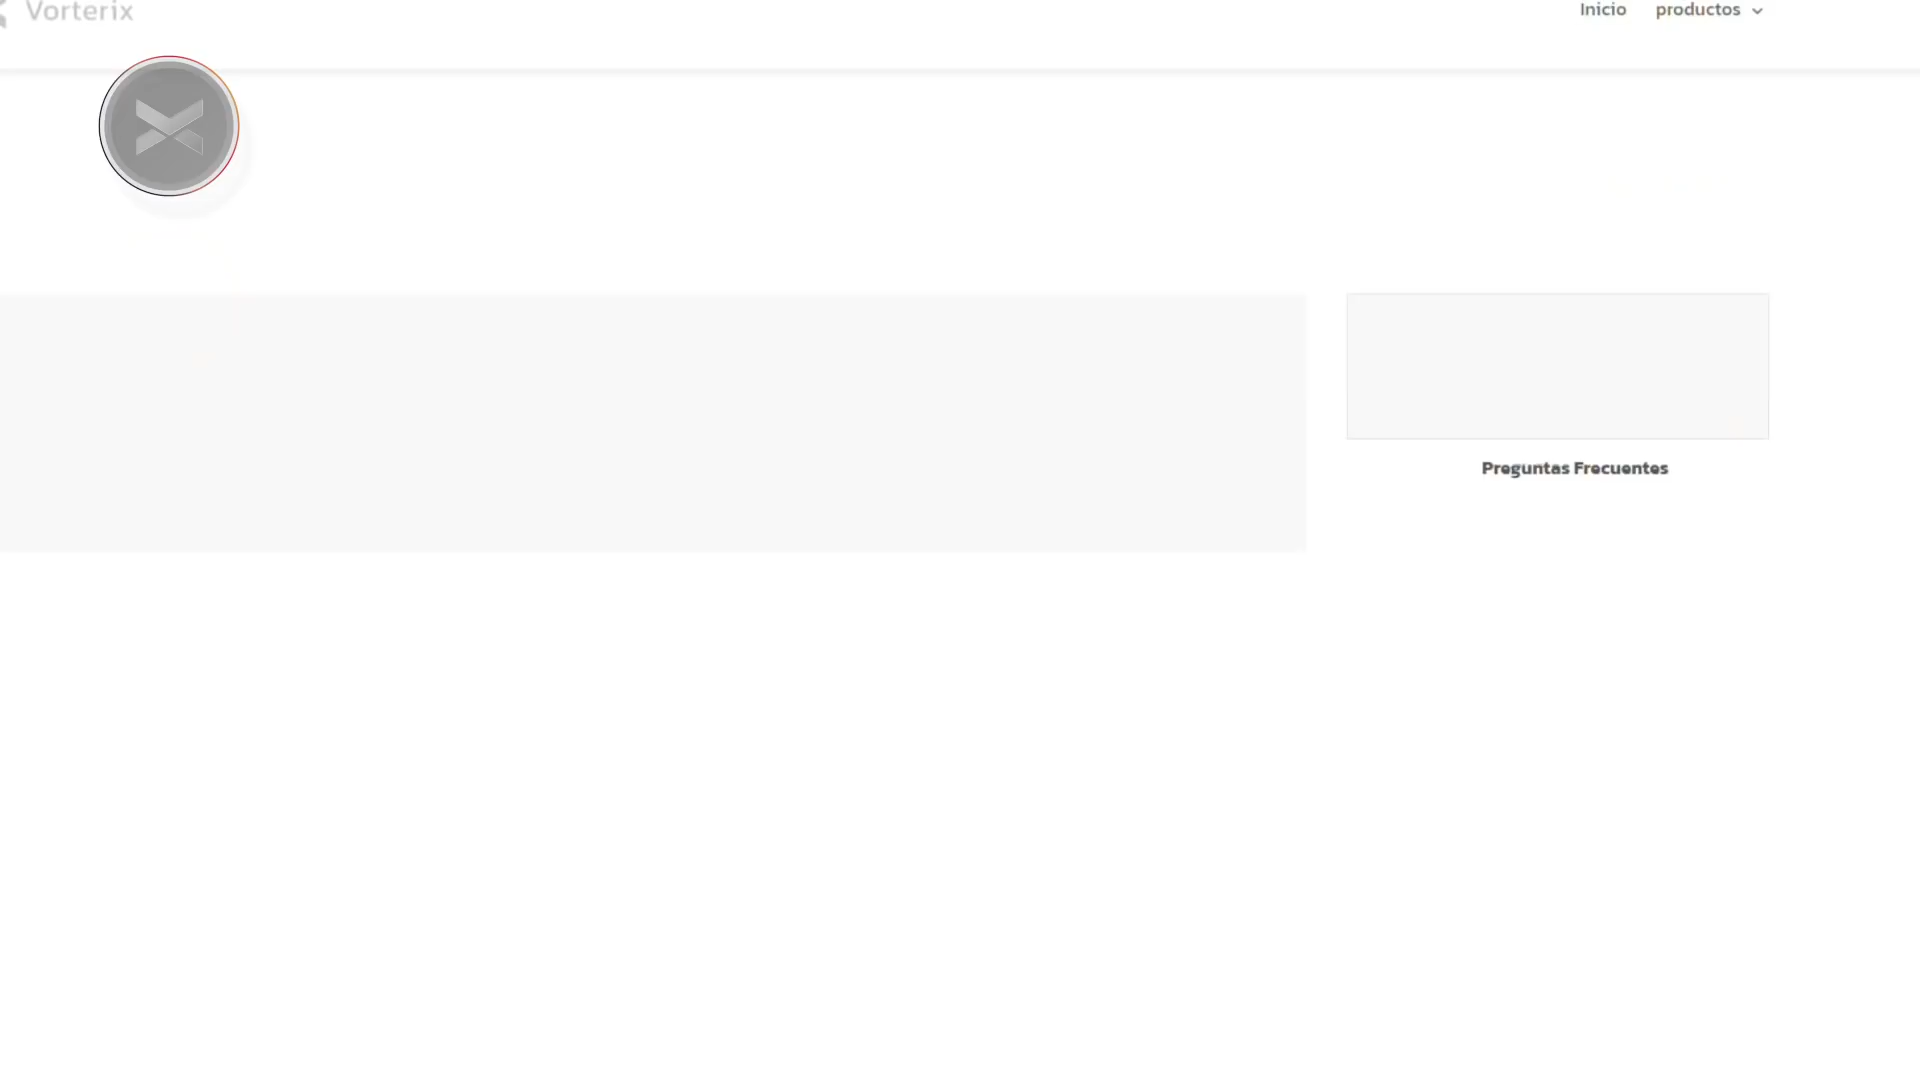 Vorterix
Inicio
productos
Preguntas Frecuentes